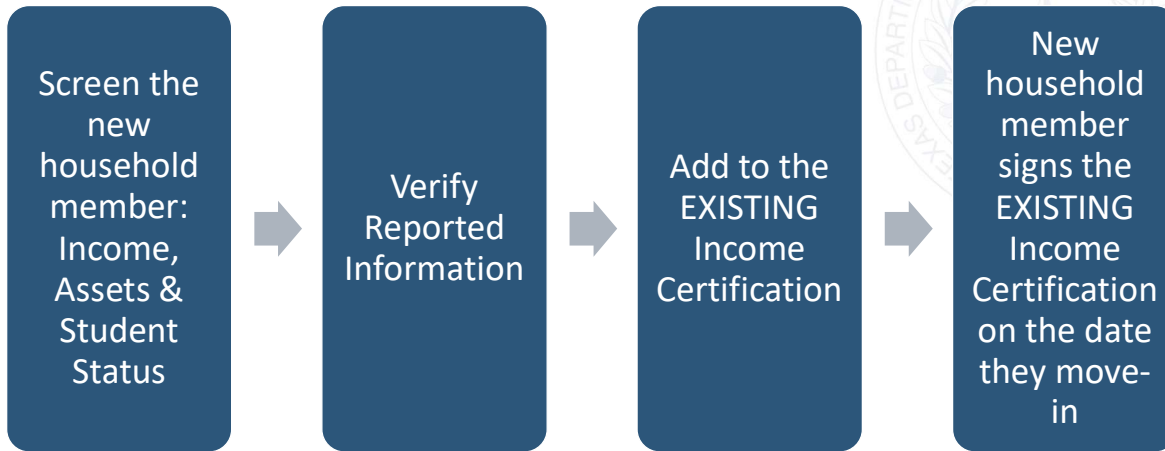 Screen the
new
household
member:
Income,
Assets &
Student
Status
Verify
Reported
Information
Add to the
EXISTING
Income
Certification
New
household
member
signs the
EXISTING
Income
Certification
on the date
they move-
in